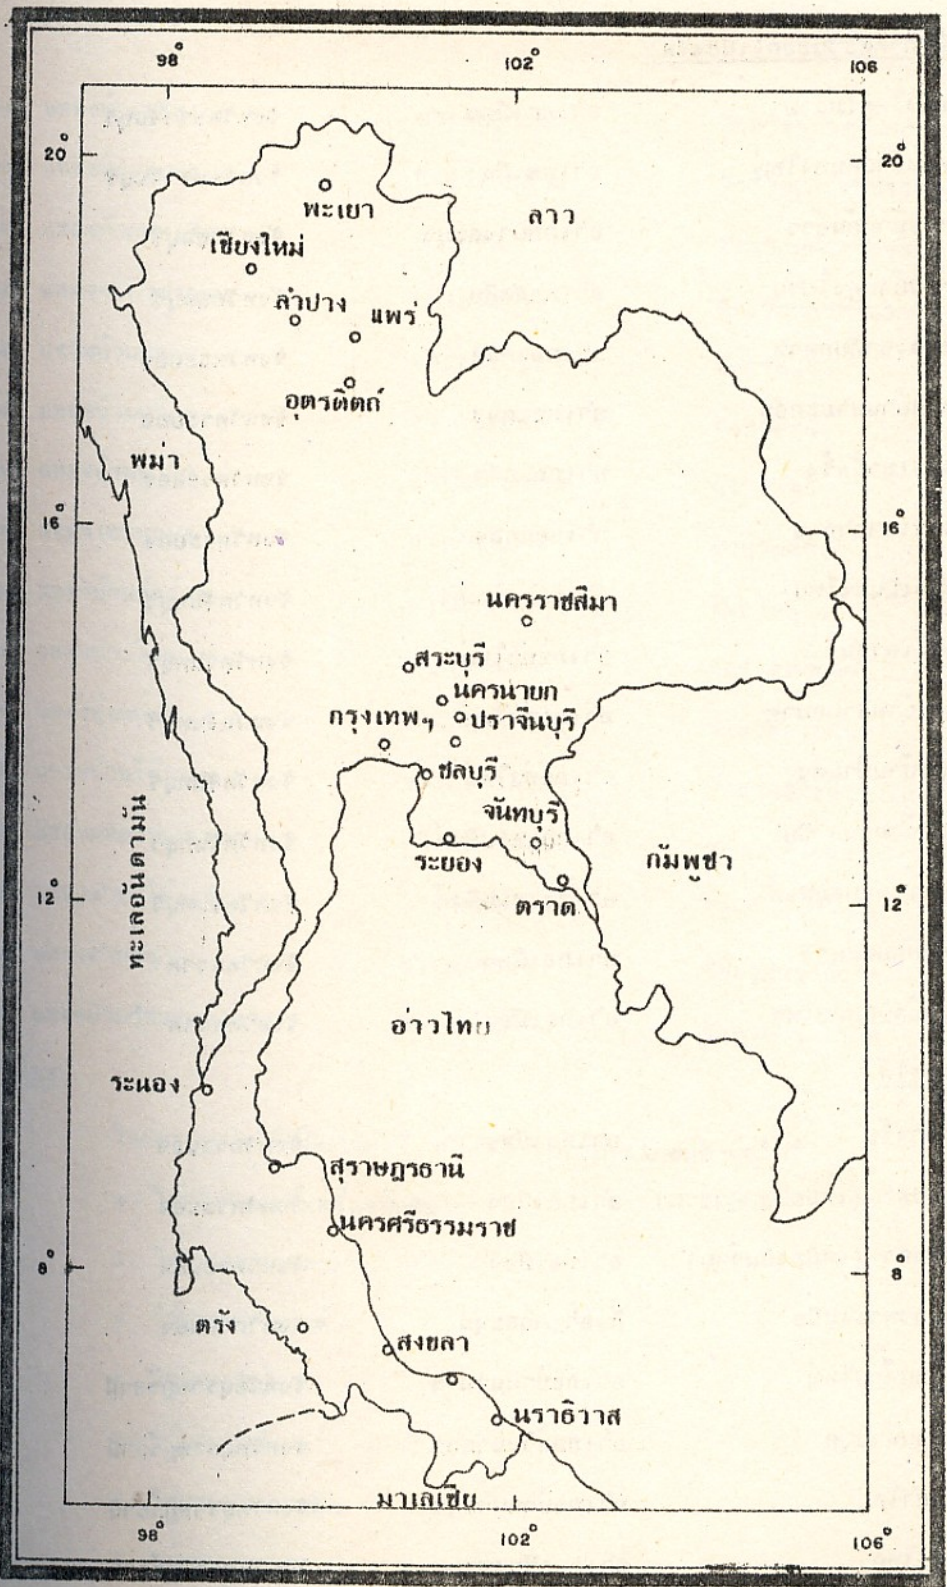 98°
102°
106
20°
20°
พะเยา
ลาว
เชียงใหม่
ลำปาง
แพร่
อุตรดิตถ์
พม่า
16°
16°
นครราชสีมา
สระบุรี
นครนายก
กรุงเทพฯ
ปราจีนบุรี
ชลบุรี
จันทบุรี
ระยอง
กัมพูชา
ทะเลอันดามัน
12°
12°
ตราด
อ่าวไทย
ระนอง
สุราษฎรธานี
นครศรีธรรมราช
8°
8°
ตรัง
สงขลา
นราธิวาส
มาเลเซีย
98°
102°
106°